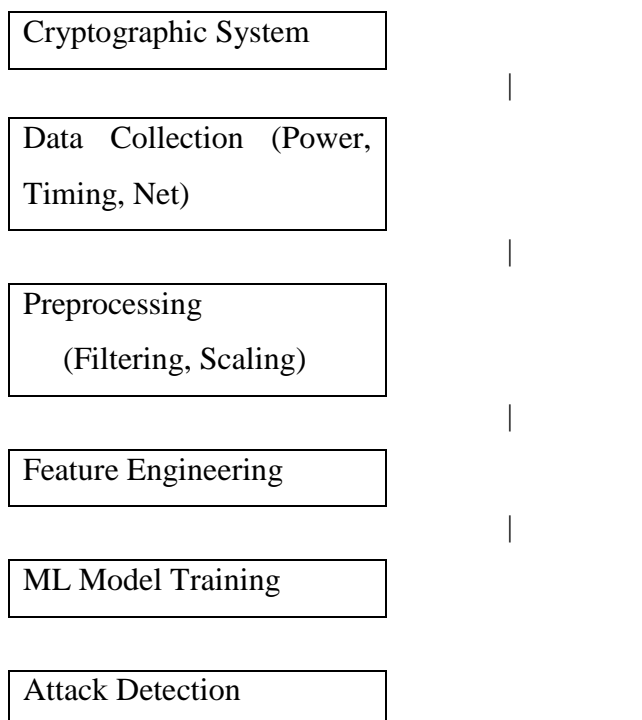 Cryptographic System
|
Data Collection (Power,
Timing, Net)
|
Preprocessing
(Filtering, Scaling)
|
Feature Engineering
|
ML Model Training
Attack Detection